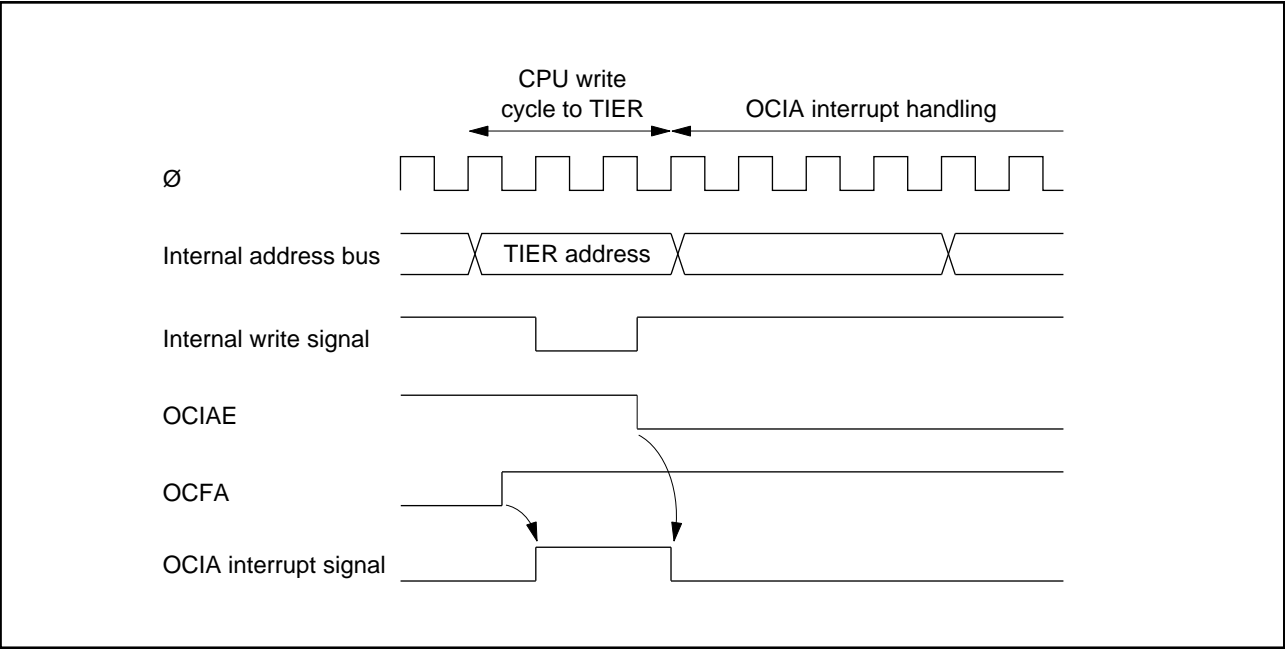 CPU write
cycle to TIER
OCIA interrupt handling
Ø
Internal address bus
TIER address
Internal write signal
OCIAE
OCFA
OCIA interrupt signal